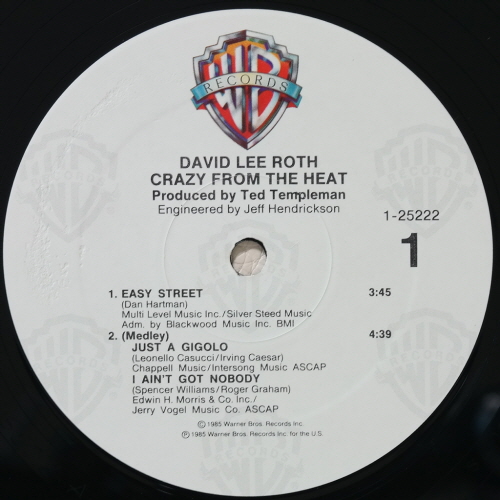 WB
RECORDS
DAVID LEE ROTH
CRAZY FROM THE HEAT
Produced by Ted Templeman
Engineered by Jeff Hendrickson
1-25222
1
1. EASY STREET 3:45
(Dan Hartman)
Multi Level Music Inc./Silver Steed Music
Adm. by Blackwood Music Inc. BMI
2. (Medley) 4:39
JUST A GIGOLO
(Leonello Casucci/Irving Caesar)
Chappell Music/Intersong Music ASCAP
I AIN'T GOT NOBODY
(Spencer Williams/Roger Graham)
Edwin H. Morris & Co. Inc./
Jerry Vogel Music Co. ASCAP
© 1985 Warner Bros. Records Inc.
℗ 1985 Warner Bros. Records Inc. for the U.S.